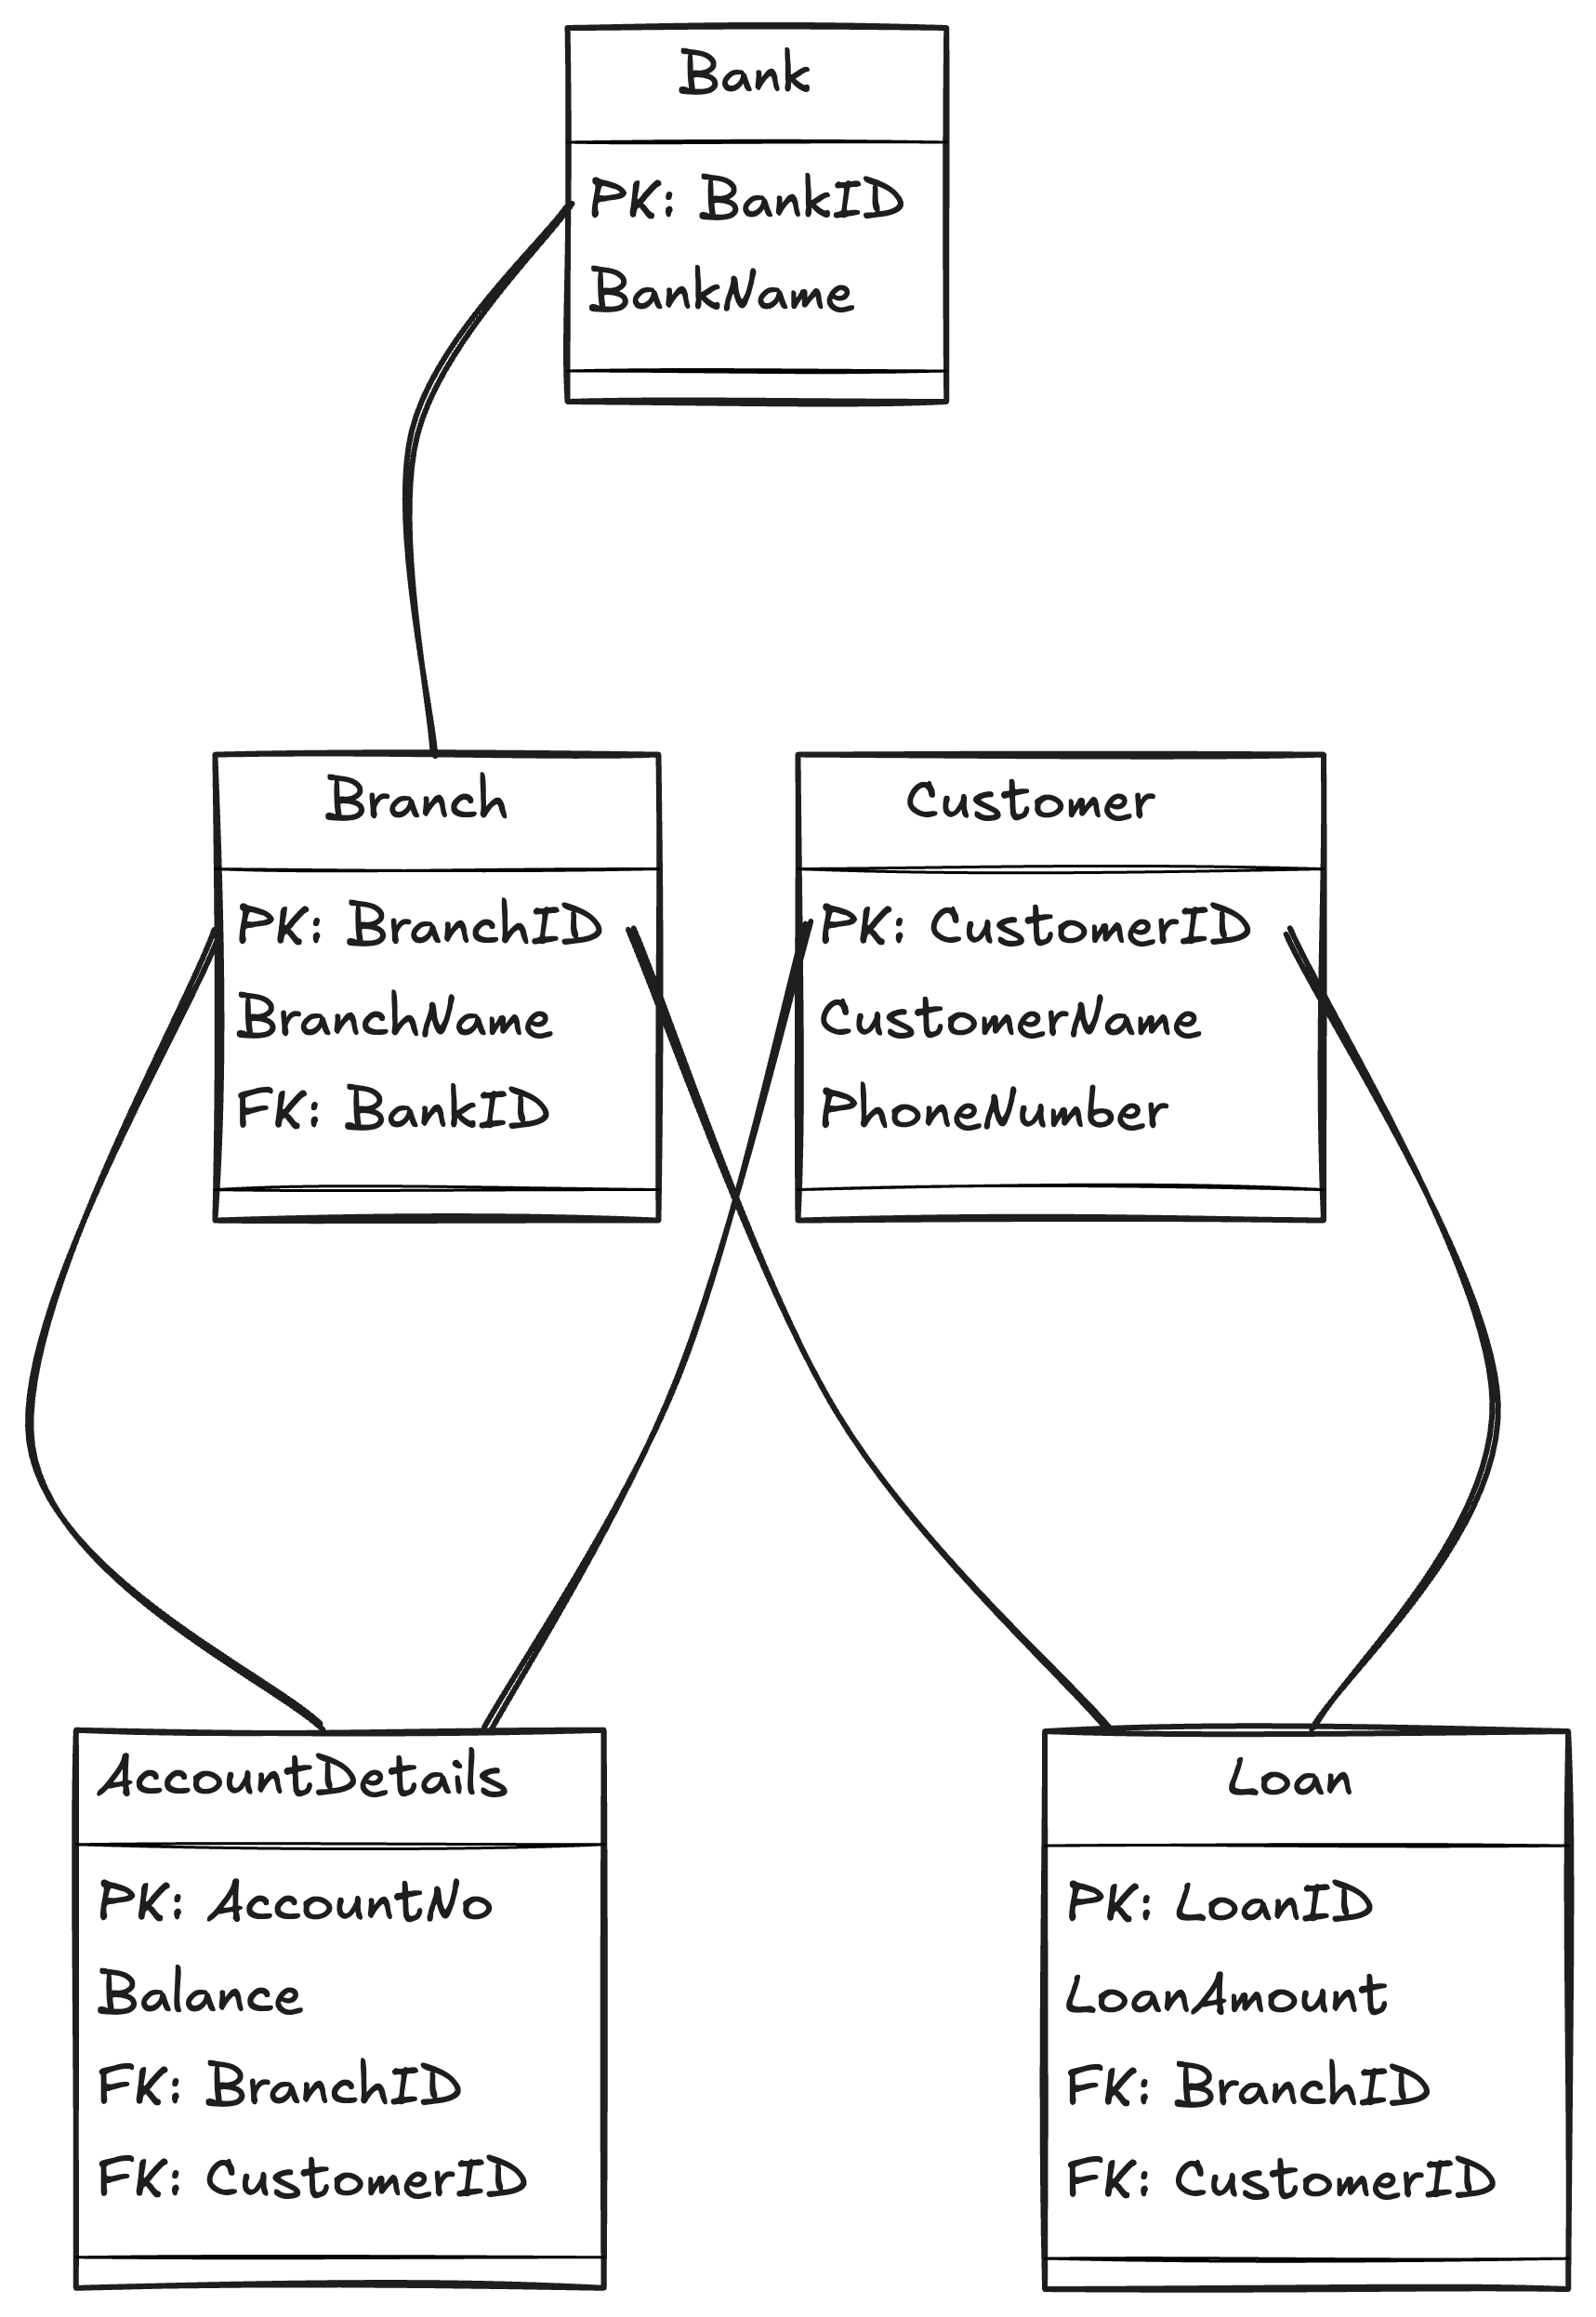 Bank
PK: BankID
BankName
Branch
PK: BranchID
BranchName
FK: BankID
Customer
PK: CustomerID
CustomerName
PhoneNumber
AccountDetails
PK: AccountNo
Balance
FK: BranchID
FK: CustomerID
Loan
PK: LoanID
LoanAmount
FK: BranchID
FK: CustomerID